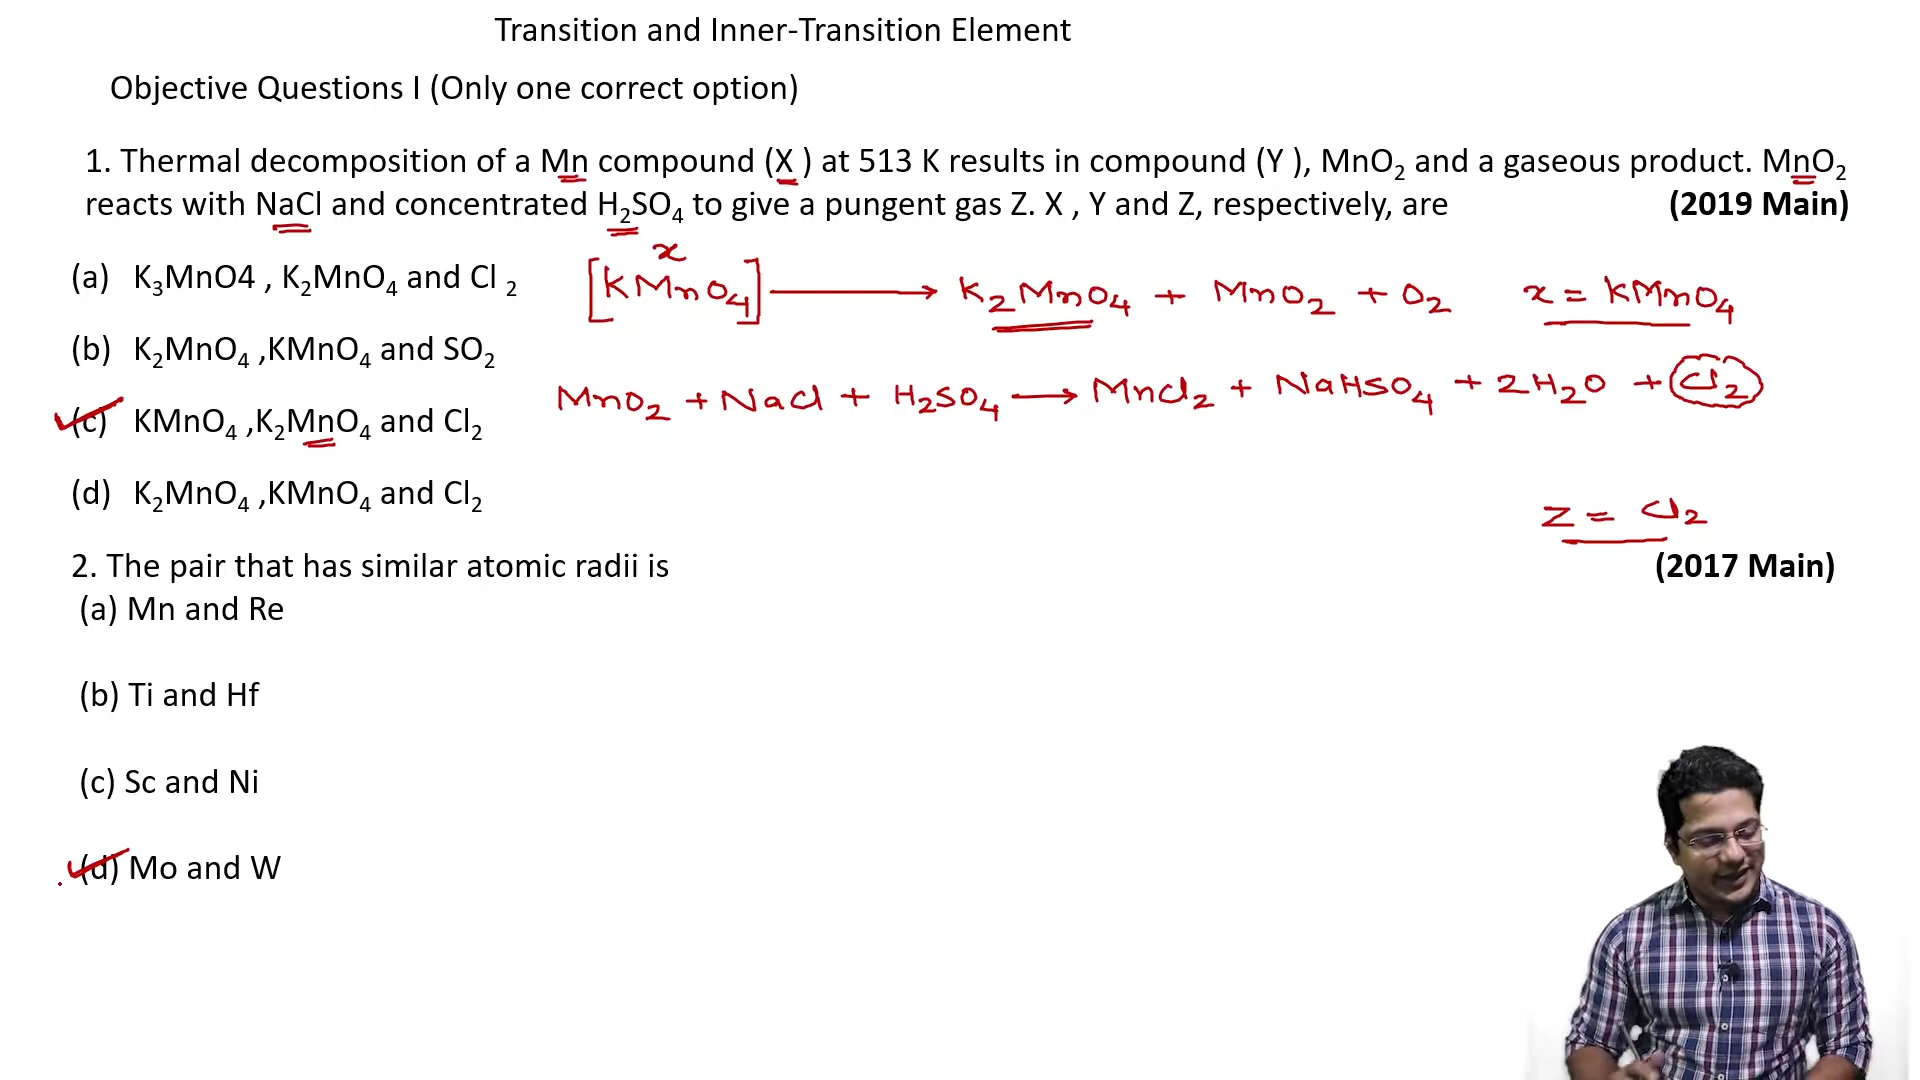 Transition and Inner-Transition Element
Objective Questions I (Only one correct option)
1. Thermal decomposition of a Mn compound (X ) at 513 K results in compound (Y ), MnO₂ and a gaseous product. MnO₂
reacts with NaCl and concentrated H₂SO₄ to give a pungent gas Z. X , Y and Z, respectively, are (2019 Main)
x
(a) K₃MnO4 , K₂MnO₄ and Cl ₂
[KMnO₄] → K₂MnO₄ + MnO₂ + O₂ x = KMnO₄
(b) K₂MnO₄ ,KMnO₄ and SO₂
MnO₂ + NaCl + H₂SO₄ → MnCl₂ + NaHSO₄ + 2H₂O + Cl₂
(c) KMnO₄ ,K₂MnO₄ and Cl₂
(d) K₂MnO₄ ,KMnO₄ and Cl₂
Z = Cl₂
2. The pair that has similar atomic radii is (2017 Main)
(a) Mn and Re
(b) Ti and Hf
(c) Sc and Ni
(d) Mo and W